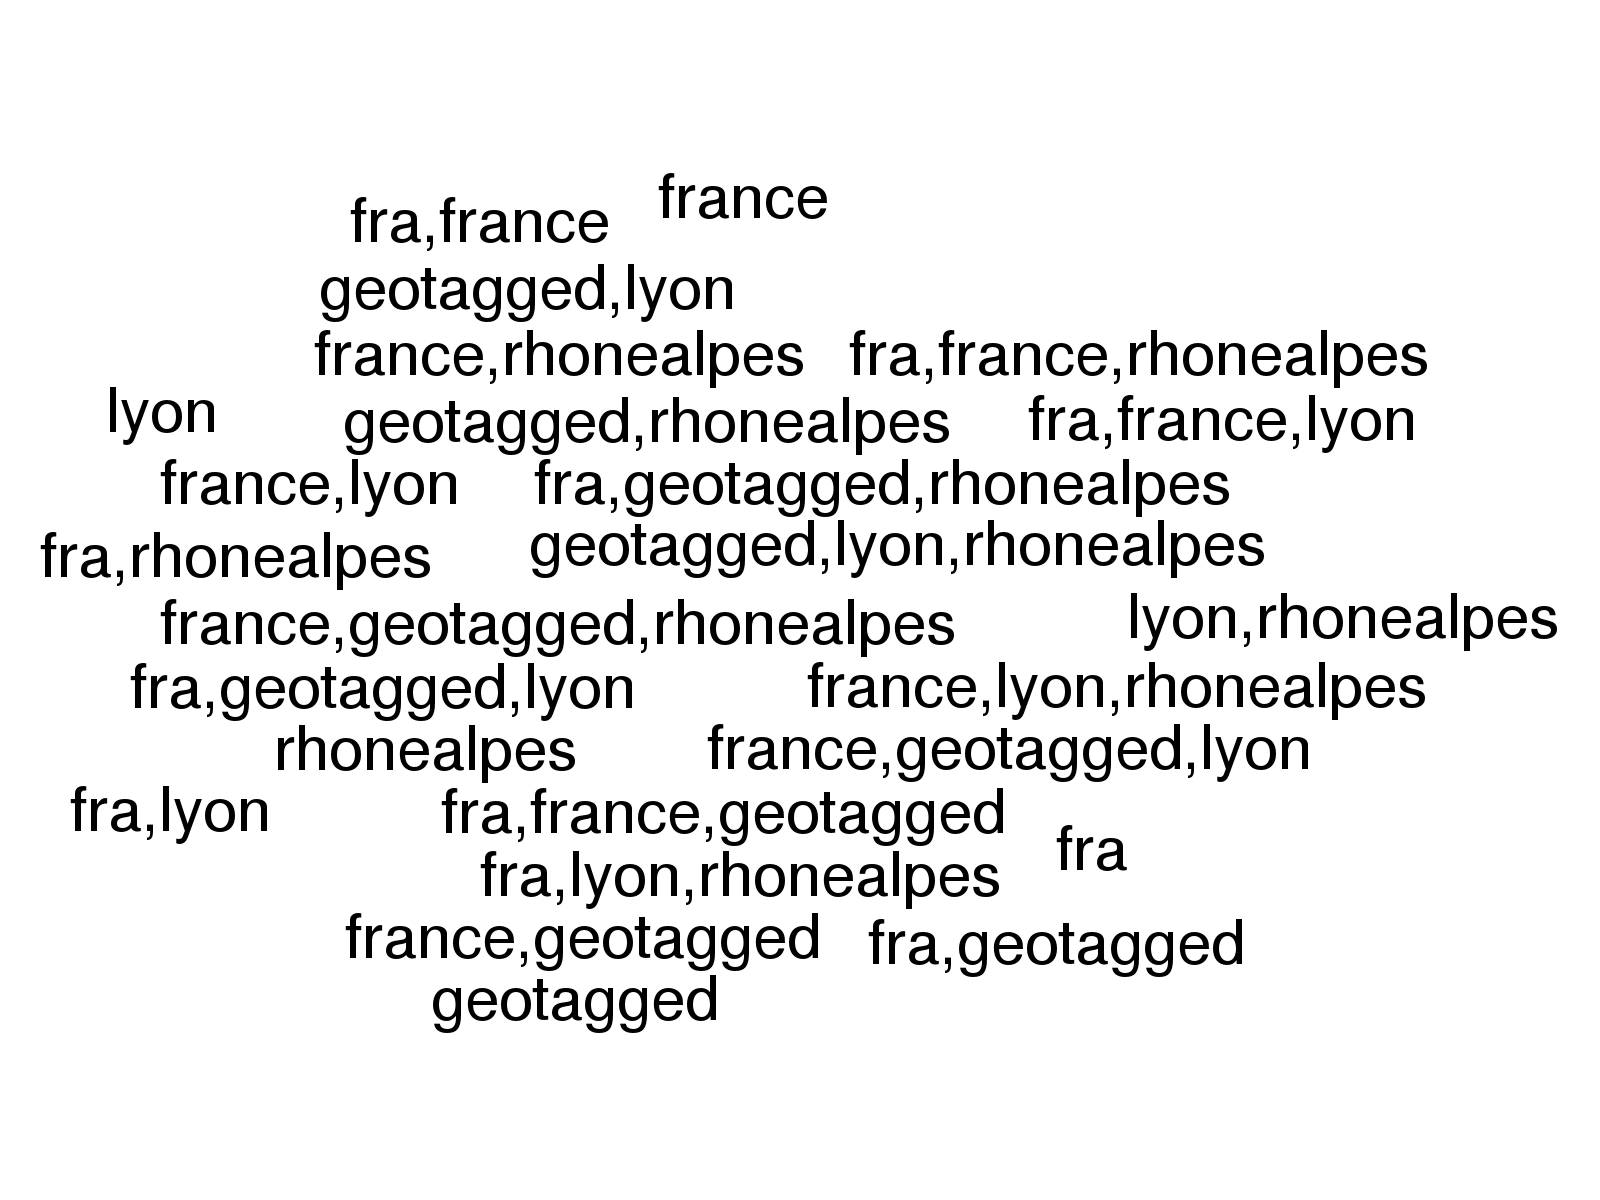 france
fra,france
geotagged,lyon
france,rhonealpes
fra,france,rhonealpes
lyon
geotagged,rhonealpes
fra,france,lyon
france,lyon
fra,geotagged,rhonealpes
fra,rhonealpes
geotagged,lyon,rhonealpes
france,geotagged,rhonealpes
lyon,rhonealpes
fra,geotagged,lyon
france,lyon,rhonealpes
rhonealpes
france,geotagged,lyon
fra,lyon
fra,france,geotagged
fra
fra,lyon,rhonealpes
france,geotagged
fra,geotagged
geotagged